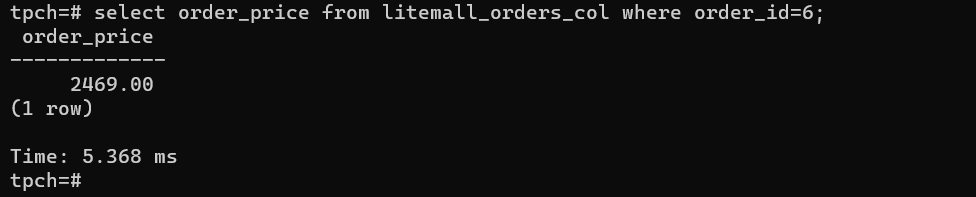 tpch=# select order_price from litemall_orders_col where order_id=6;
 order_price
-------------
     2469.00
(1 row)

Time: 5.368 ms
tpch=#